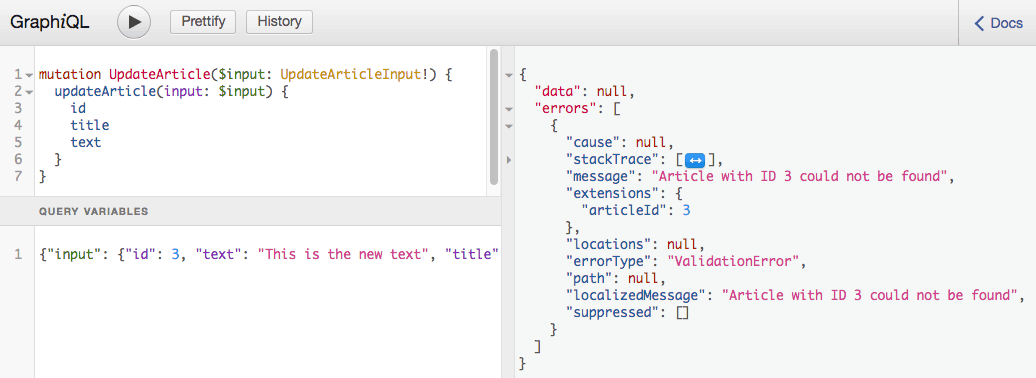 GraphiQL
Prettify
History
Docs
1 mutation UpdateArticle($input: UpdateArticleInput!) {
2 updateArticle(input: $input) {
3 id
4 title
5 text
6 }
7 }
QUERY VARIABLES
1 {"input": {"id": 3, "text": "This is the new text", "title"
{
"data": null,
"errors": [
{
"cause": null,
"stackTrace": [↔],
"message": "Article with ID 3 could not be found",
"extensions": {
"articleId": 3
},
"locations": null,
"errorType": "ValidationError",
"path": null,
"localizedMessage": "Article with ID 3 could not be found",
"suppressed": []
}
]
}